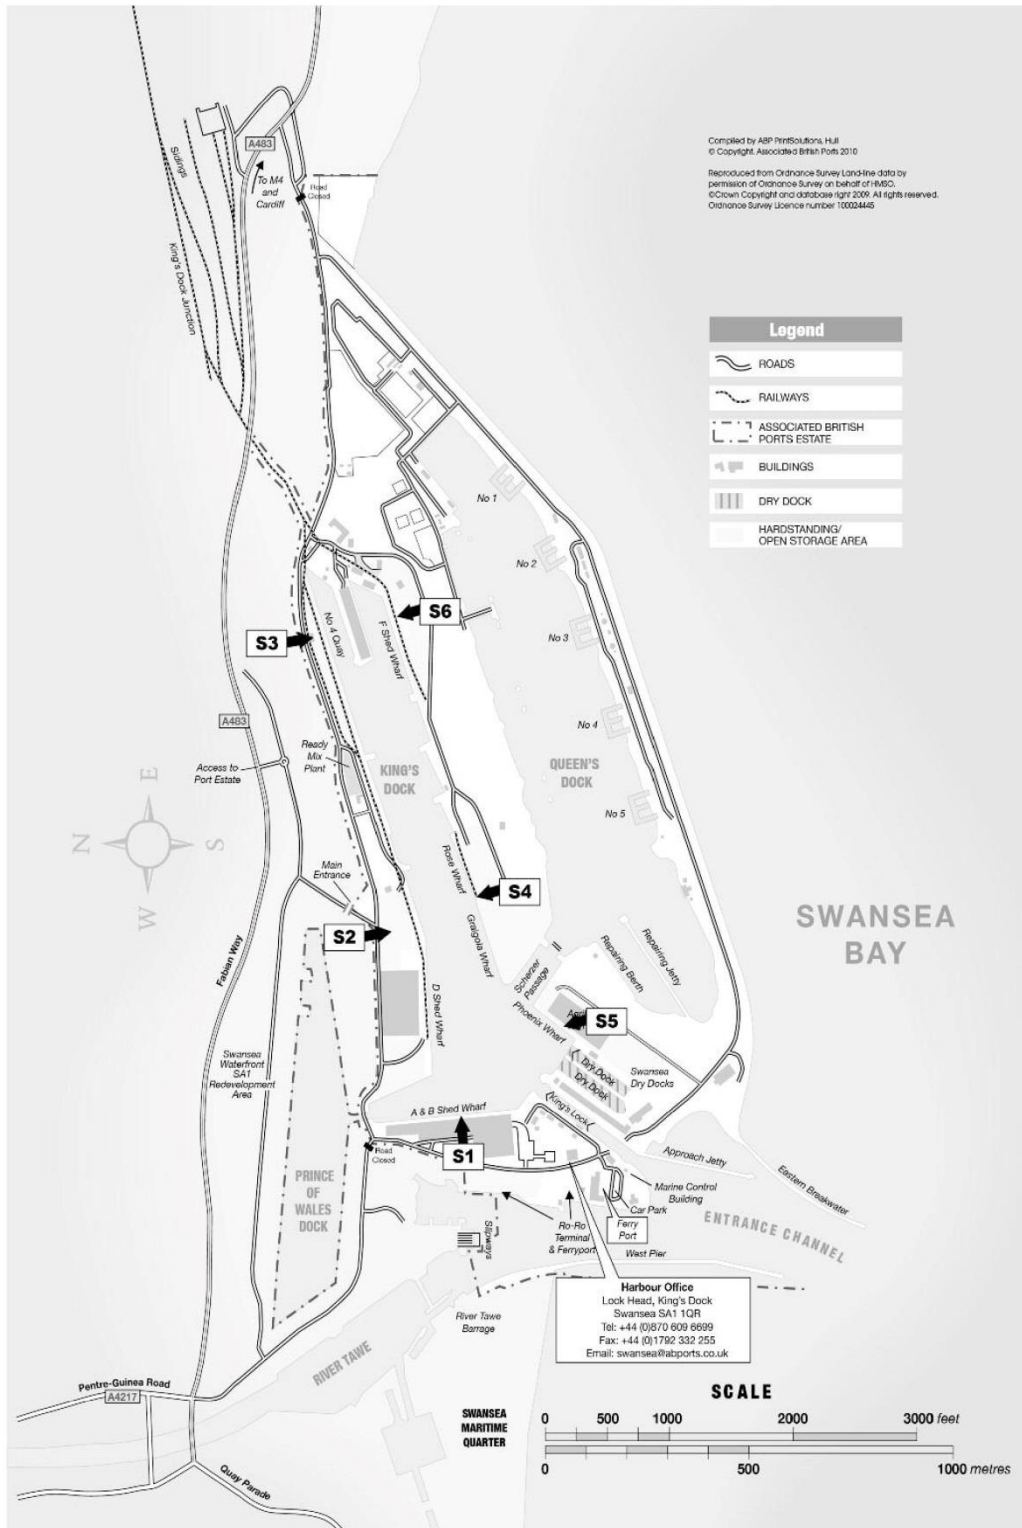 Compiled by ABP PrintSolutions, Hull
© Copyright. Associated British Ports 2010
Reproduced from Ordnance Survey Land-line data by
permission of Ordnance Survey on behalf of HMSO.
©Crown Copyright and database right 2009. All rights reserved.
Ordnance Survey Licence number 100024445
A483
To M4
and
Cardiff
Road
Closed
Sidings
King's Dock Junction
Legend
ROADS
RAILWAYS
ASSOCIATED BRITISH
PORTS ESTATE
BUILDINGS
DRY DOCK
HARDSTANDING/
OPEN STORAGE AREA
No 1
No 2
No 3
No 4
No 5
S6
S3
No 4 Quay
F Shed Wharf
A483
Access to
Port Estate
Ready
Mix
Plant
KING'S
DOCK
QUEEN'S
DOCK
N
E
S
W
Main
Entrance
Rose Wharf
S4
S2
Graigola Wharf
SWANSEA
BAY
Fabian Way
Scherzer
Passage
Repairing Berth
Repairing Jetty
D Shed Wharf
Phoenix Wharf
S5
Swansea
Waterfront
SA1
Redevelopment
Area
Dry Dock
Dry Dock
Swansea
Dry Docks
King's Lock
A & B Shed Wharf
S1
Road
Closed
Approach Jetty
Eastern Breakwater
PRINCE
OF
WALES
DOCK
Marine Control
Building
Car Park
Ferry
Port
ENTRANCE CHANNEL
Slipways
Ro-Ro
Terminal
& Ferryport
West Pier
Harbour Office
Lock Head, King's Dock
Swansea SA1 1QR
Tel: +44 (0)870 609 6699
Fax: +44 (0)1792 332 255
Email: swansea@abports.co.uk
River Tawe
Barrage
RIVER TAWE
Pentre-Guinea Road
A4217
Quay Parade
SWANSEA
MARITIME
QUARTER
SCALE
0 500 1000 2000 3000 feet
0 500 1000 metres